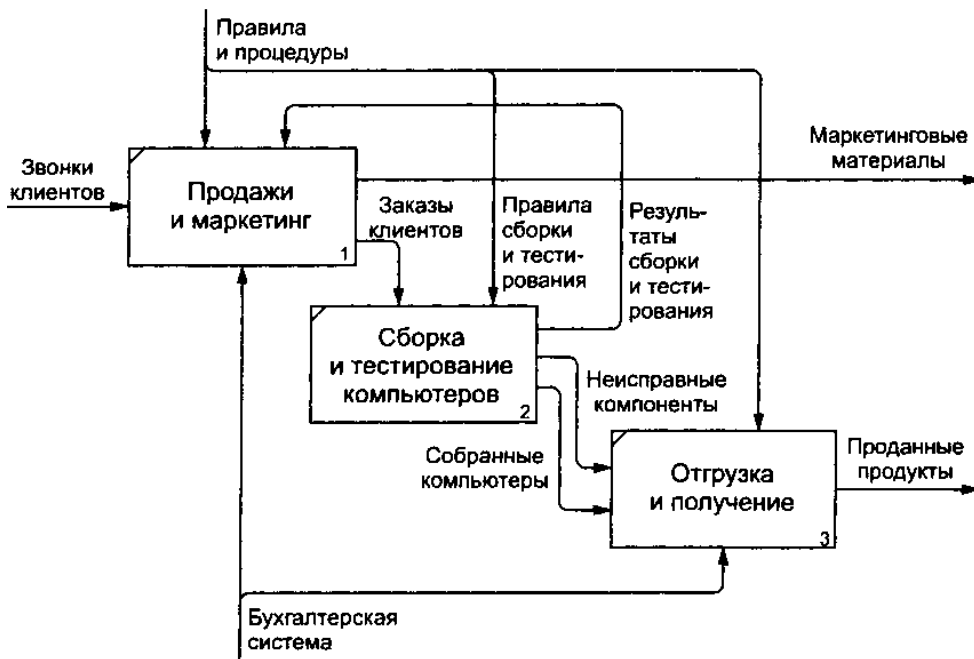 Правила
и процедуры
Звонки
клиентов
Продажи
и маркетинг
1
Маркетинговые
материалы
Заказы
клиентов
Правила
сборки
и тести-
рования
Резуль-
таты
сборки
и тести-
рования
Сборка
и тестирование
компьютеров
2
Неисправные
компоненты
Собранные
компьютеры
Отгрузка
и получение
3
Проданные
продукты
Бухгалтерская
система